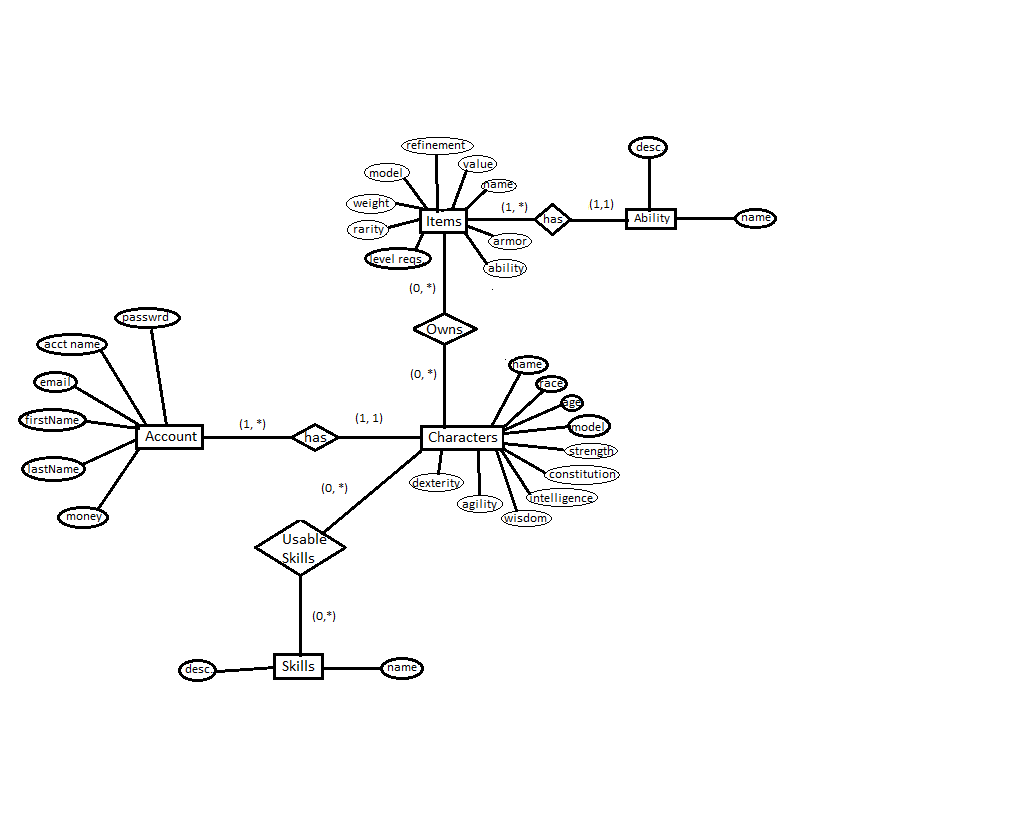 refinement
desc.
model
value
name
weight
(1, *)
(1,1)
Items
has
Ability
name
rarity
armor
level reqs.
ability
(0, *)
passwrd
Owns
acct name
name
(0, *)
email
race
age
firstName
(1, *)
(1, 1)
model
Account
has
Characters
strength
lastName
constitution
dexterity
(0, *)
intelligence
agility
money
wisdom
Usable
Skills
(0,*)
desc.
Skills
name